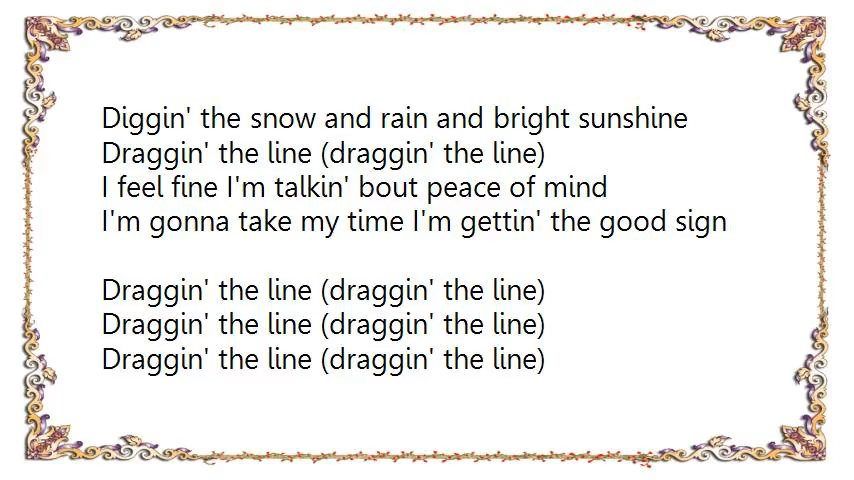 Diggin' the snow and rain and bright sunshine
Draggin' the line (draggin' the line)
I feel fine I'm talkin' bout peace of mind
I'm gonna take my time I'm gettin' the good sign
Draggin' the line (draggin' the line)
Draggin' the line (draggin' the line)
Draggin' the line (draggin' the line)